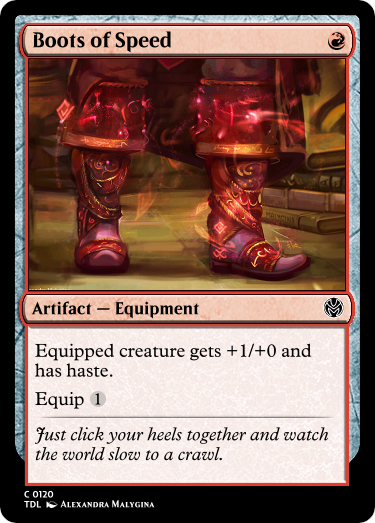 Boots of Speed
Artifact — Equipment
Equipped creature gets +1/+0 and
has haste.
Equip 1
Just click your heels together and watch
the world slow to a crawl.
C 0120
TDL Alexandra Malygina